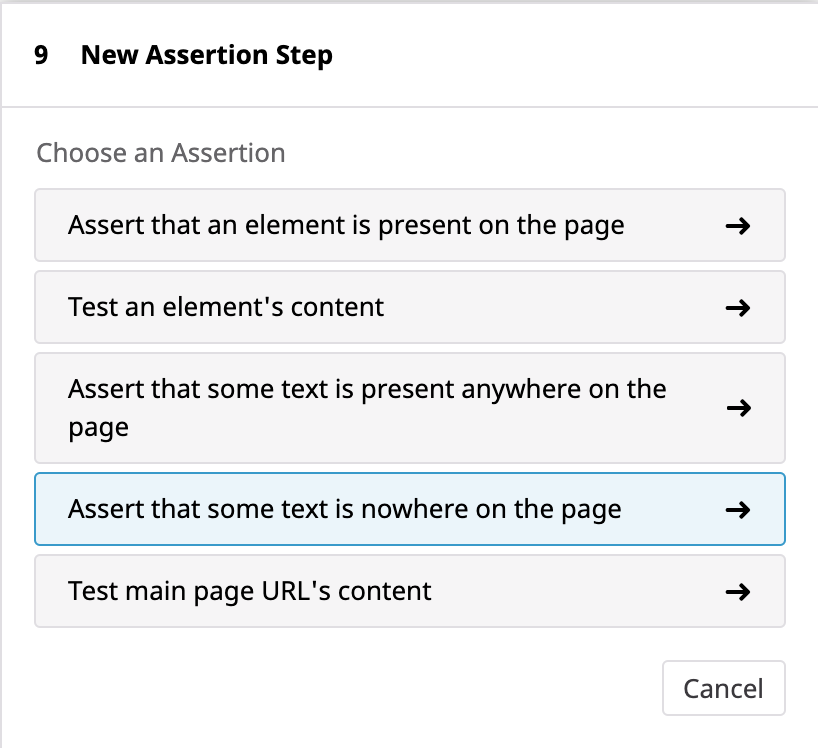 9 New Assertion Step
Choose an Assertion
Assert that an element is present on the page
Test an element's content
Assert that some text is present anywhere on the
page
Assert that some text is nowhere on the page
Test main page URL's content
Cancel